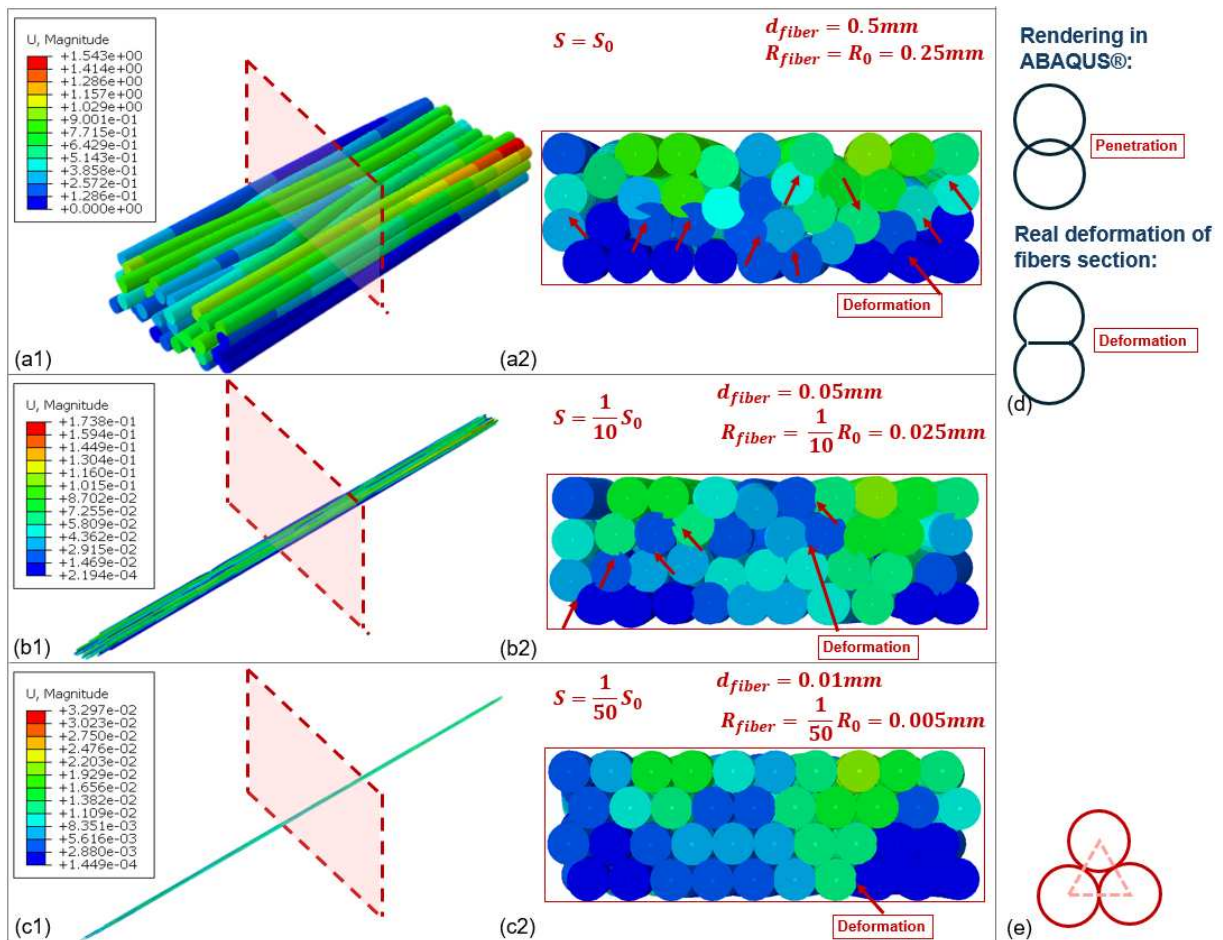 U, Magnitude
+1.543e+00
+1.414e+00
+1.286e+00
+1.157e+00
+1.029e+00
+9.001e-01
+7.715e-01
+6.429e-01
+5.143e-01
+3.858e-01
+2.572e-01
+1.286e-01
+0.000e+00
(a1)
S = S₀
d_fiber = 0.5mm
R_fiber = R₀ = 0.25mm
Deformation
(a2)
Rendering in
ABAQUS®:
Penetration
Real deformation of
fibers section:
Deformation
(d)
U, Magnitude
+1.738e-01
+1.594e-01
+1.449e-01
+1.304e-01
+1.160e-01
+1.015e-01
+8.702e-02
+7.255e-02
+5.809e-02
+4.362e-02
+2.915e-02
+1.469e-02
+2.194e-04
(b1)
S = 1/10 S₀
d_fiber = 0.05mm
R_fiber = 1/10 R₀ = 0.025mm
Deformation
(b2)
U, Magnitude
+3.297e-02
+3.023e-02
+2.750e-02
+2.476e-02
+2.203e-02
+1.929e-02
+1.656e-02
+1.382e-02
+1.109e-02
+8.351e-03
+5.616e-03
+2.880e-03
+1.449e-04
(c1)
S = 1/50 S₀
d_fiber = 0.01mm
R_fiber = 1/50 R₀ = 0.005mm
Deformation
(c2)
(e)